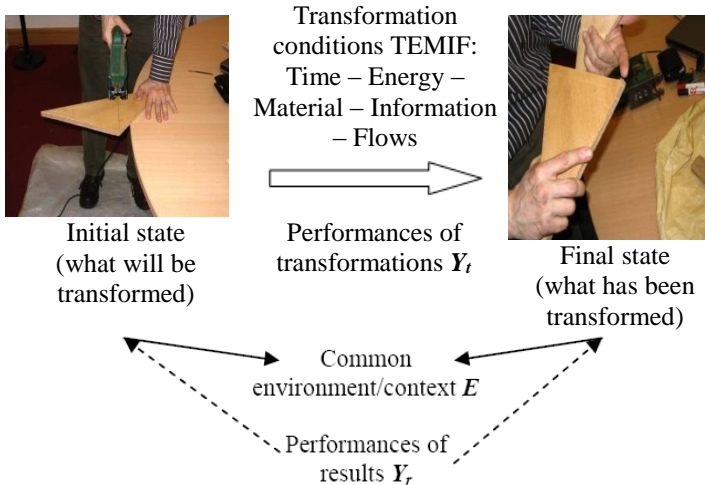 Transformation
conditions TEMIF:
Time – Energy –
Material – Information
– Flows
Initial state
(what will be
transformed)
Performances of
transformations Yt
Final state
(what has been
transformed)
Common
environment/context E
Performances of
results Yr